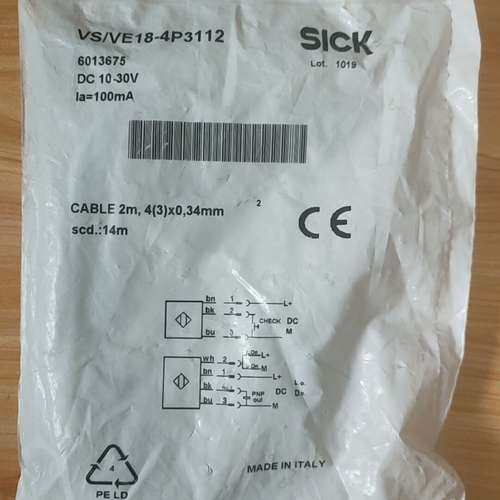 VS/VE18-4P3112
SICK
Lot. 1019
6013675
DC 10-30V
Ia=100mA
CABLE 2m, 4(3)x0,34mm 2
scd.:14m
CE
bn 1 L+
bk 2 CHECK DC
bu 3 M
wh 2 L+
M
bn 1 L+
bk 4 PNP out DC L.o.
D.o.
bu 3 M
4
PE LD
MADE IN ITALY